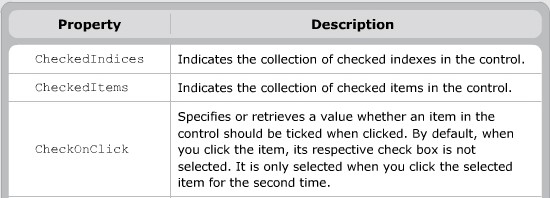 Property Description
CheckedIndices Indicates the collection of checked indexes in the control.
CheckedItems Indicates the collection of checked items in the control.
CheckOnClick Specifies or retrieves a value whether an item in the
control should be ticked when clicked. By default, when
you click the item, its respective check box is not
selected. It is only selected when you click the selected
item for the second time.